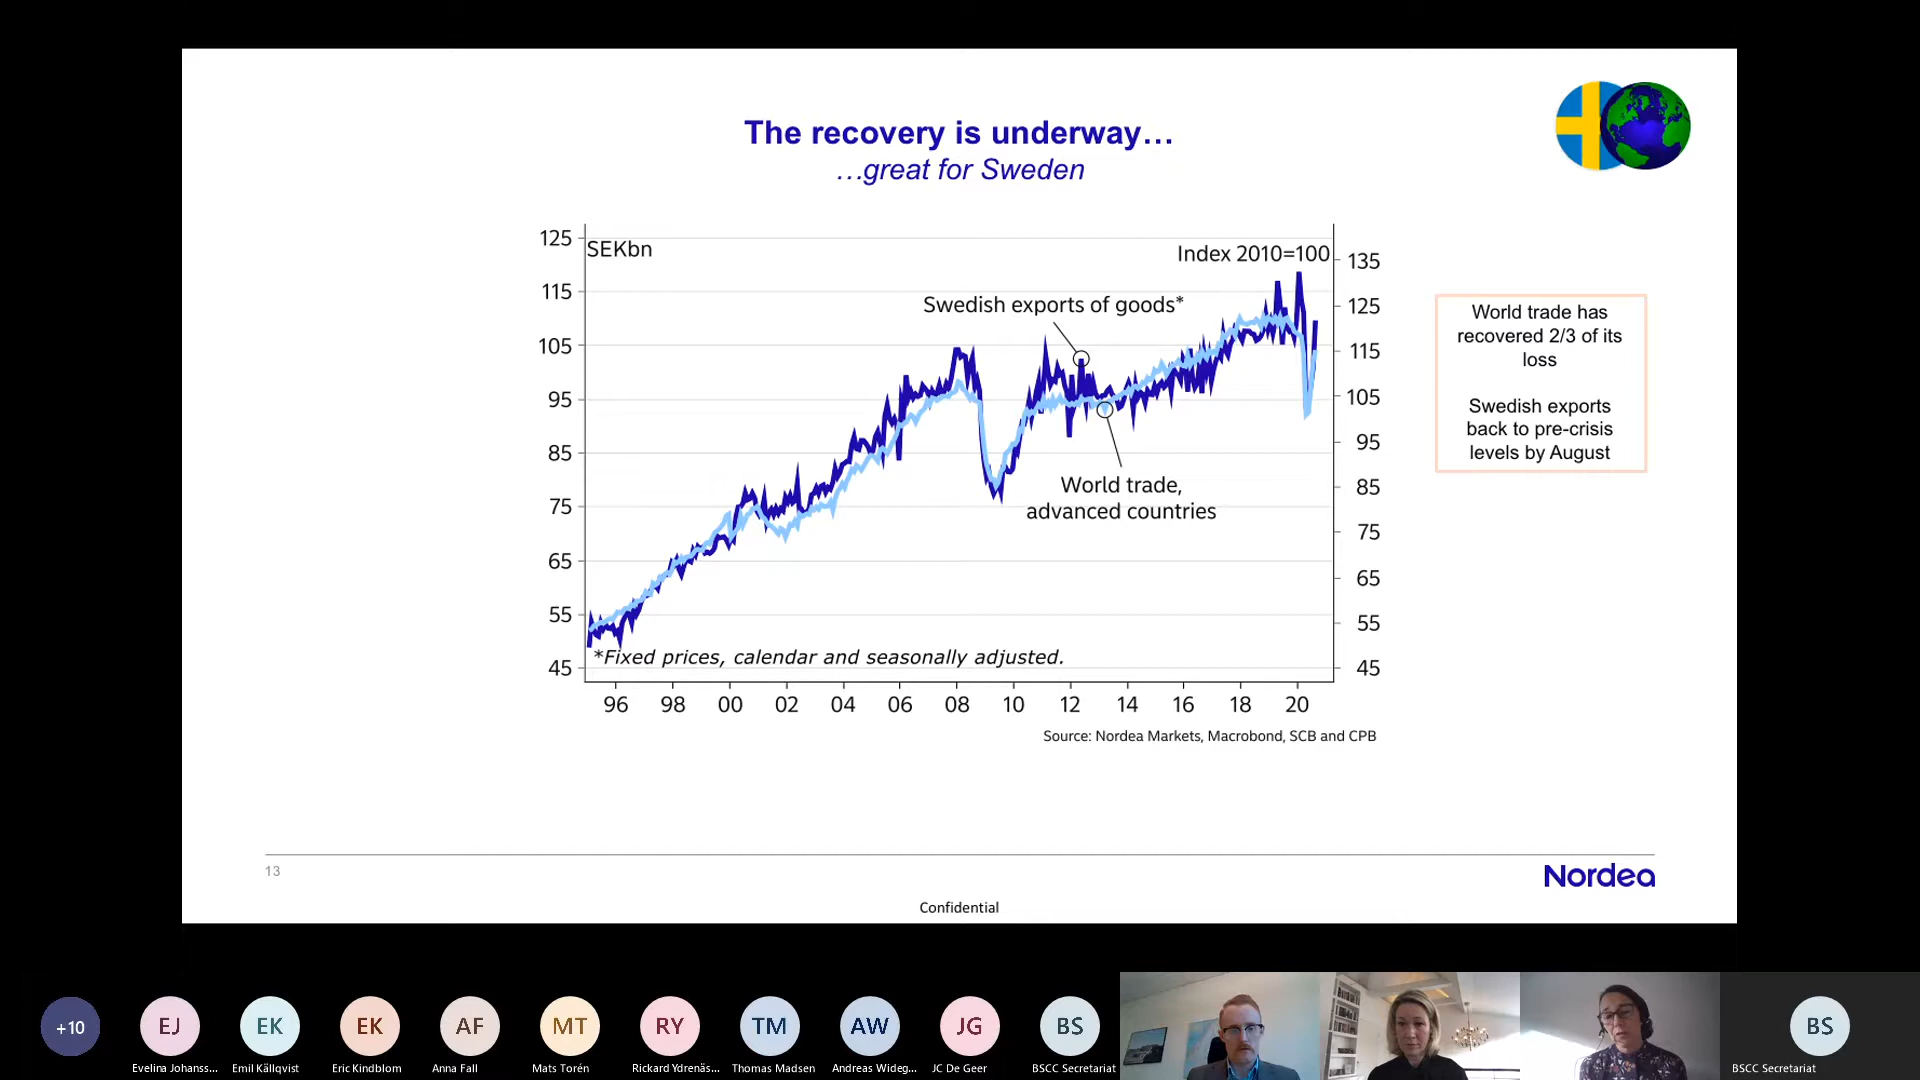 The recovery is underway…
…great for Sweden
SEKbn
Index 2010=100
125
115
105
95
85
75
65
55
45
135
125
115
105
95
85
75
65
55
45
Swedish exports of goods*
World trade,
advanced countries
*Fixed prices, calendar and seasonally adjusted.
96 98 00 02 04 06 08 10 12 14 16 18 20
Source: Nordea Markets, Macrobond, SCB and CPB
World trade has
recovered 2/3 of its
loss
Swedish exports
back to pre-crisis
levels by August
13
Nordea
Confidential
+10 EJ EK EK AF MT RY TM AW JG BS BS
Evelina Johanss... Emil Källqvist Eric Kindblom Anna Fall Mats Torén Rickard Ydrenäs... Thomas Madsen Andreas Wideg... JC De Geer BSCC Secretariat BSCC Secretariat